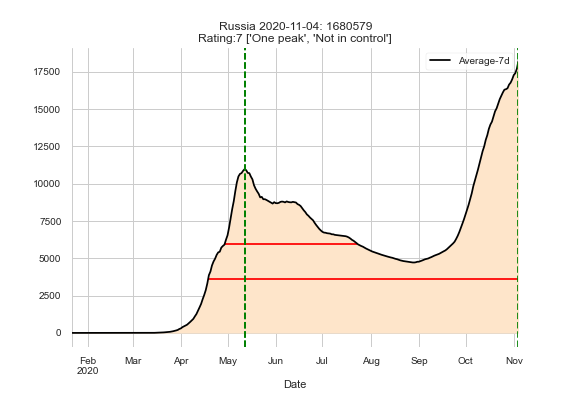 Russia 2020-11-04: 1680579
Rating:7 ['One peak', 'Not in control']
Average-7d
17500
15000
12500
10000
7500
5000
2500
0
Feb Mar Apr May Jun Jul Aug Sep Oct Nov
2020
Date